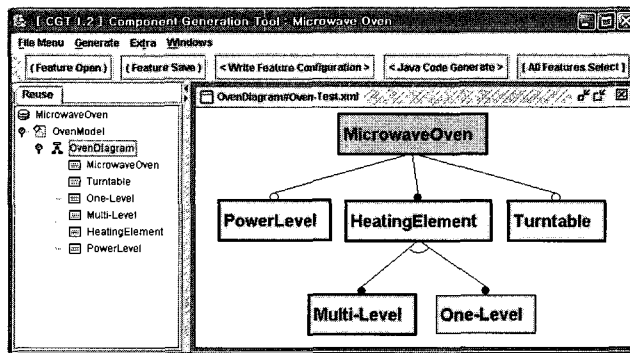 [ CGT 1.2 ] Component Generation Tool - Microwave Oven
File Menu Generate Extra Windows
( Feature Open ) ( Feature Save ) < Write Feature Configuration > < Java Code Generate > [ All Features Select ]
Reuse
OvenDiagram#Oven-Test.xml
MicrowaveOven
OvenModel
OvenDiagram
MicrowaveOven
Turntable
One-Level
Multi-Level
HeatingElement
PowerLevel
MicrowaveOven
PowerLevel HeatingElement Turntable
Multi-Level One-Level